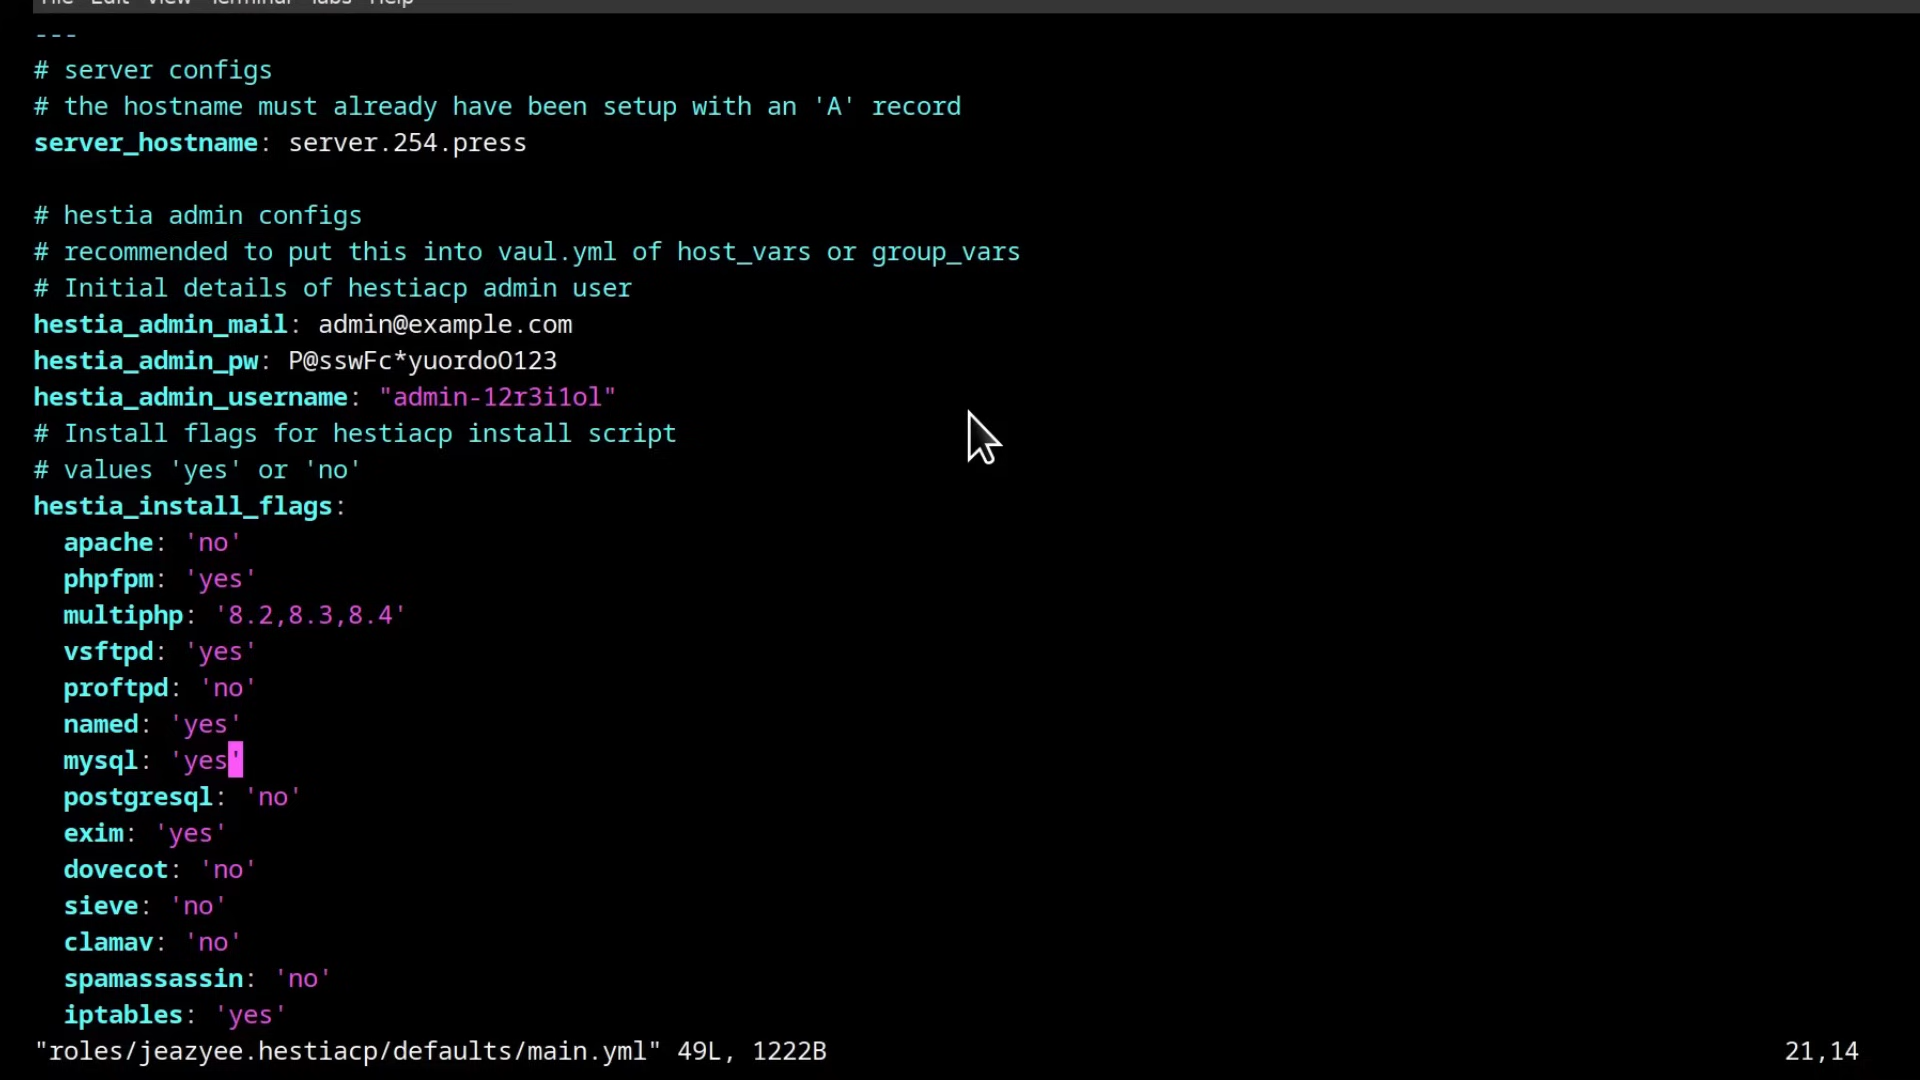 File Edit View Terminal Tabs Help
---
# server configs
# the hostname must already have been setup with an 'A' record
server_hostname: server.254.press
# hestia admin configs
# recommended to put this into vaul.yml of host_vars or group_vars
# Initial details of hestiacp admin user
hestia_admin_mail: admin@example.com
hestia_admin_pw: P@sswFc*yuordoO123
hestia_admin_username: "admin-12r3i1ol"
# Install flags for hestiacp install script
# values 'yes' or 'no'
hestia_install_flags:
apache: 'no'
phpfpm: 'yes'
multiphp: '8.2,8.3,8.4'
vsftpd: 'yes'
proftpd: 'no'
named: 'yes'
mysql: 'yes'
postgresql: 'no'
exim: 'yes'
dovecot: 'no'
sieve: 'no'
clamav: 'no'
spamassassin: 'no'
iptables: 'yes'
"roles/jeazyee.hestiacp/defaults/main.yml" 49L, 1222B 21,14